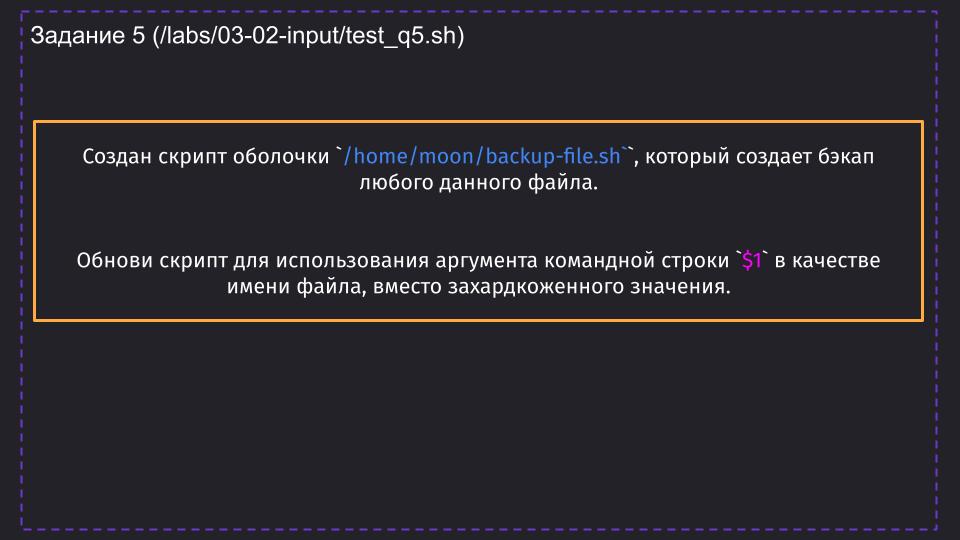 Задание 5 (/labs/03-02-input/test_q5.sh)
Создан скрипт оболочки `/home/moon/backup-file.sh``, который создает бэкап
любого данного файла.
Обнови скрипт для использования аргумента командной строки `$1` в качестве
имени файла, вместо захардкоженного значения.